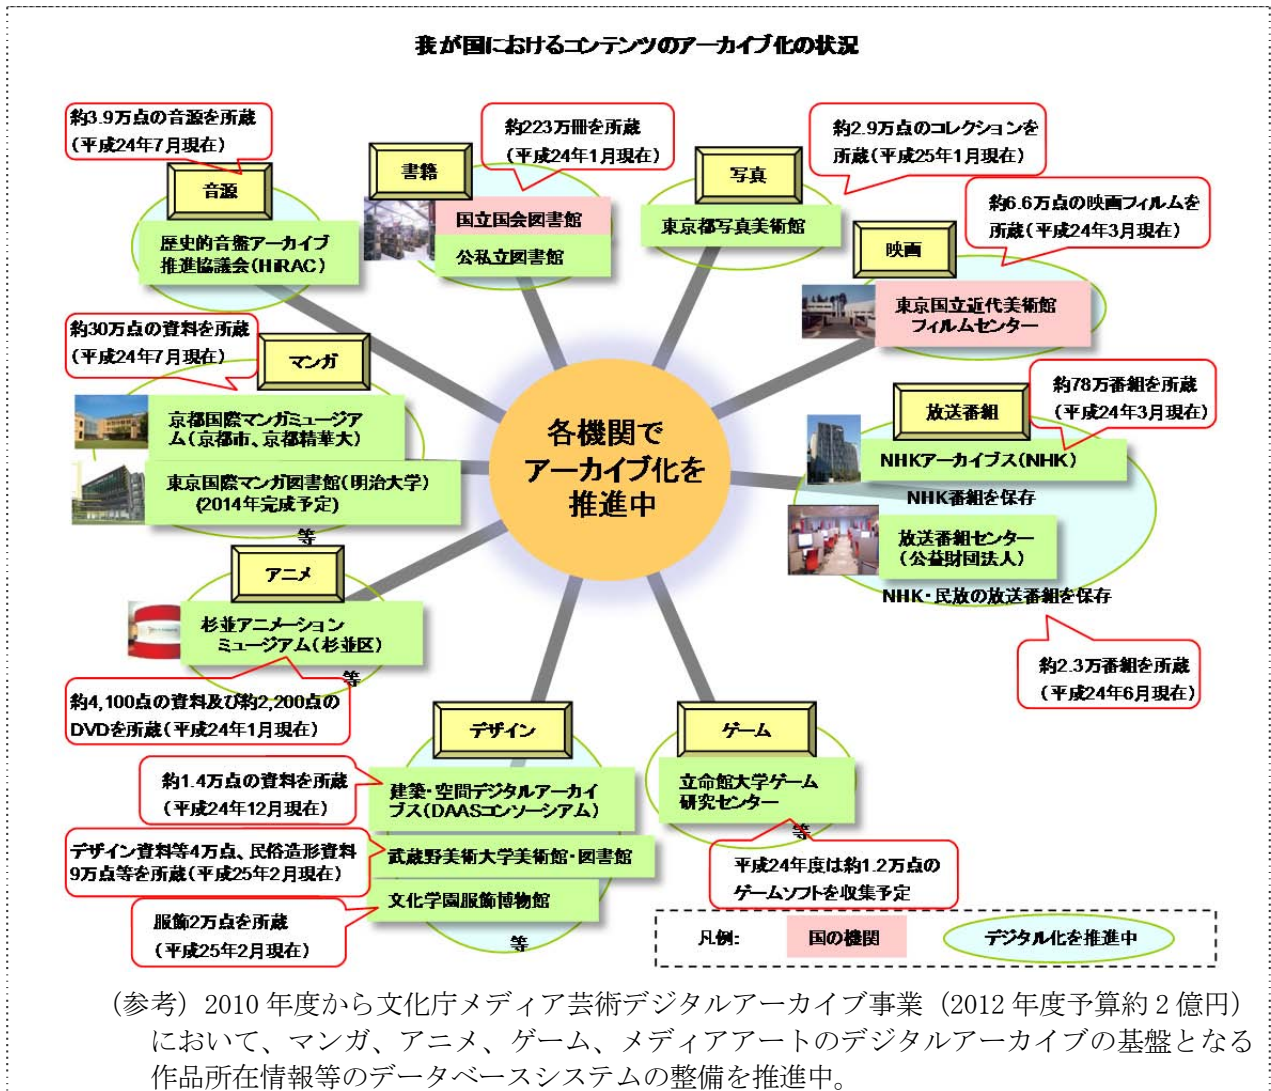 我が国におけるコンテンツのアーカイブ化の状況
約3.9万点の音源を所蔵
(平成24年7月現在)
音源
歴史的音盤アーカイブ
推進協議会(HiRAC)
約223万冊を所蔵
(平成24年1月現在)
書籍
国立国会図書館
公私立図書館
約2.9万点のコレクションを
所蔵(平成25年1月現在)
写真
東京都写真美術館
約6.6万点の映画フィルムを
所蔵(平成24年3月現在)
映画
東京国立近代美術館
フィルムセンター
約30万点の資料を所蔵
(平成24年7月現在)
マンガ
京都国際マンガミュージア
ム(京都市、京都精華大)
東京国際マンガ図書館(明治大学)
(2014年完成予定)
等
各機関で
アーカイブ化を
推進中
約78万番組を所蔵
(平成24年3月現在)
放送番組
NHKアーカイブス(NHK)
NHK番組を保存
放送番組センター
(公益財団法人)
NHK・民放の放送番組を保存
約2.3万番組を所蔵
(平成24年6月現在)
アニメ
杉並アニメーション
ミュージアム(杉並区)
等
約4,100点の資料及び約2,200点の
DVDを所蔵(平成24年1月現在)
デザイン
約1.4万点の資料を所蔵
(平成24年12月現在)
建築・空間デジタルアーカイ
ブス(DAASコンソーシアム)
デザイン資料等4万点、民俗造形資料
9万点等を所蔵(平成25年2月現在)
武蔵野美術大学美術館・図書館
服飾2万点を所蔵
(平成25年2月現在)
文化学園服飾博物館
等
ゲーム
立命館大学ゲーム
研究センター
等
平成24年度は約1.2万点の
ゲームソフトを収集予定
凡例:
国の機関
デジタル化を推進中
(参考) 2010年度から文化庁メディア芸術デジタルアーカイブ事業(2012年度予算約2億円)
において、マンガ、アニメ、ゲーム、メディアアートのデジタルアーカイブの基盤となる
作品所在情報等のデータベースシステムの整備を推進中。